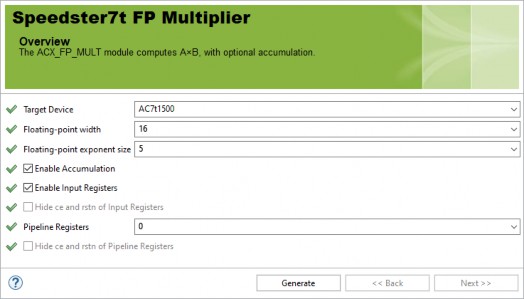 Speedster7t FP Multiplier
Overview
The ACX_FP_MULT module computes A×B, with optional accumulation.
Target Device AC7t1500
Floating-point width 16
Floating-point exponent size 5
Enable Accumulation
Enable Input Registers
Hide ce and rstn of Input Registers
Pipeline Registers 0
Hide ce and rstn of Pipeline Registers
? Generate << Back Next >>